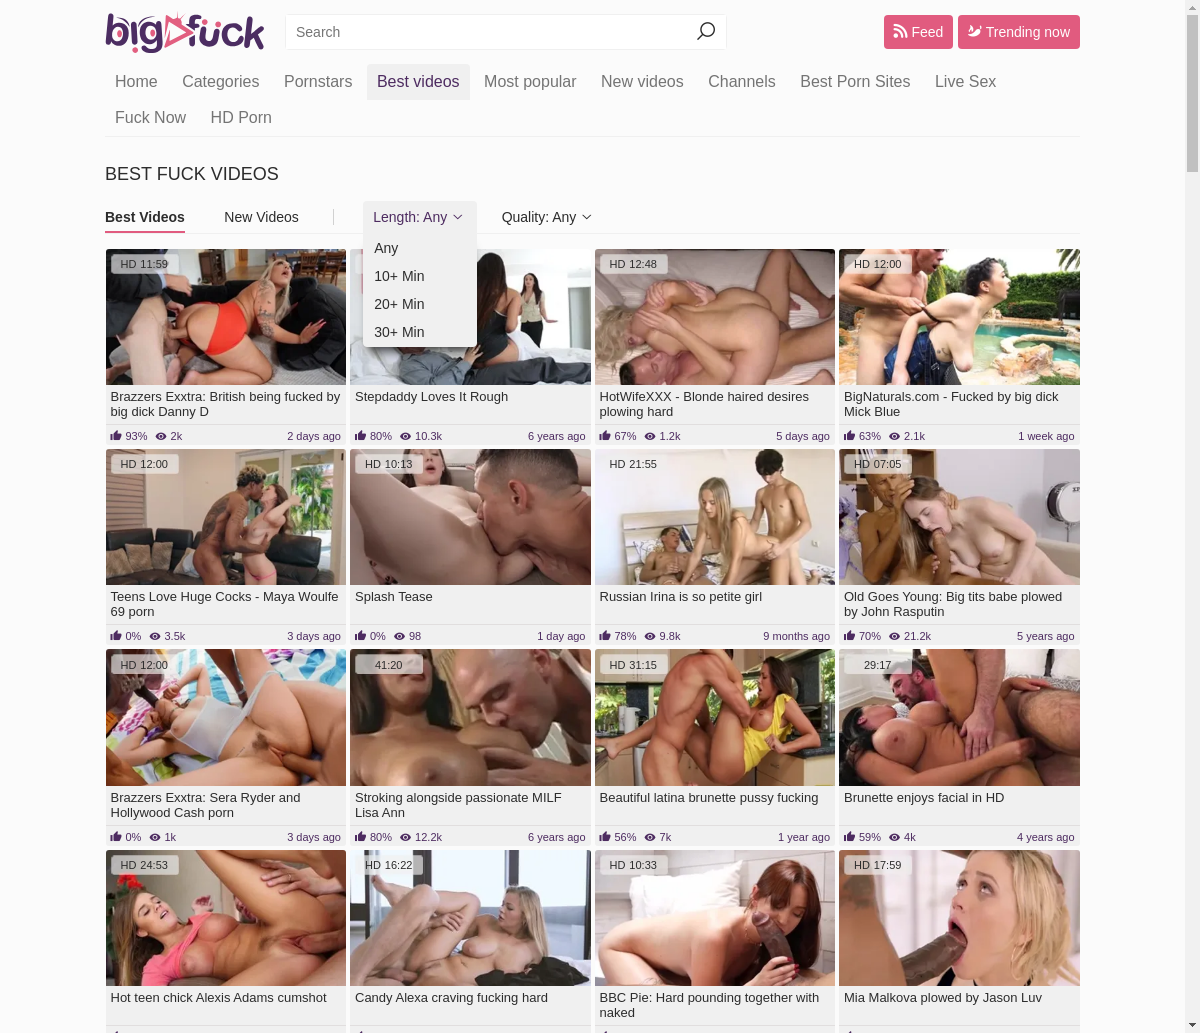 bigfuck
Search
Feed
Trending now
Home Categories Pornstars Best videos Most popular New videos Channels Best Porn Sites Live Sex
Fuck Now HD Porn
BEST FUCK VIDEOS
Best Videos New Videos Length: Any Quality: Any
Any
10+ Min
20+ Min
30+ Min
HD 11:59
HD 12:48
HD 12:00
Brazzers Exxtra: British being fucked by
big dick Danny D
93% 2k 2 days ago
Stepdaddy Loves It Rough
80% 10.3k 6 years ago
HotWifeXXX - Blonde haired desires
plowing hard
67% 1.2k 5 days ago
BigNaturals.com - Fucked by big dick
Mick Blue
63% 2.1k 1 week ago
HD 12:00
HD 10:13
HD 21:55
HD 07:05
Teens Love Huge Cocks - Maya Woulfe
69 porn
0% 3.5k 3 days ago
Splash Tease
0% 98 1 day ago
Russian Irina is so petite girl
78% 9.8k 9 months ago
Old Goes Young: Big tits babe plowed
by John Rasputin
70% 21.2k 5 years ago
HD 12:00
41:20
HD 31:15
29:17
Brazzers Exxtra: Sera Ryder and
Hollywood Cash porn
0% 1k 3 days ago
Stroking alongside passionate MILF
Lisa Ann
80% 12.2k 6 years ago
Beautiful latina brunette pussy fucking
56% 7k 1 year ago
Brunette enjoys facial in HD
59% 4k 4 years ago
HD 24:53
HD 16:22
HD 10:33
HD 17:59
Hot teen chick Alexis Adams cumshot
Candy Alexa craving fucking hard
BBC Pie: Hard pounding together with
naked
Mia Malkova plowed by Jason Luv